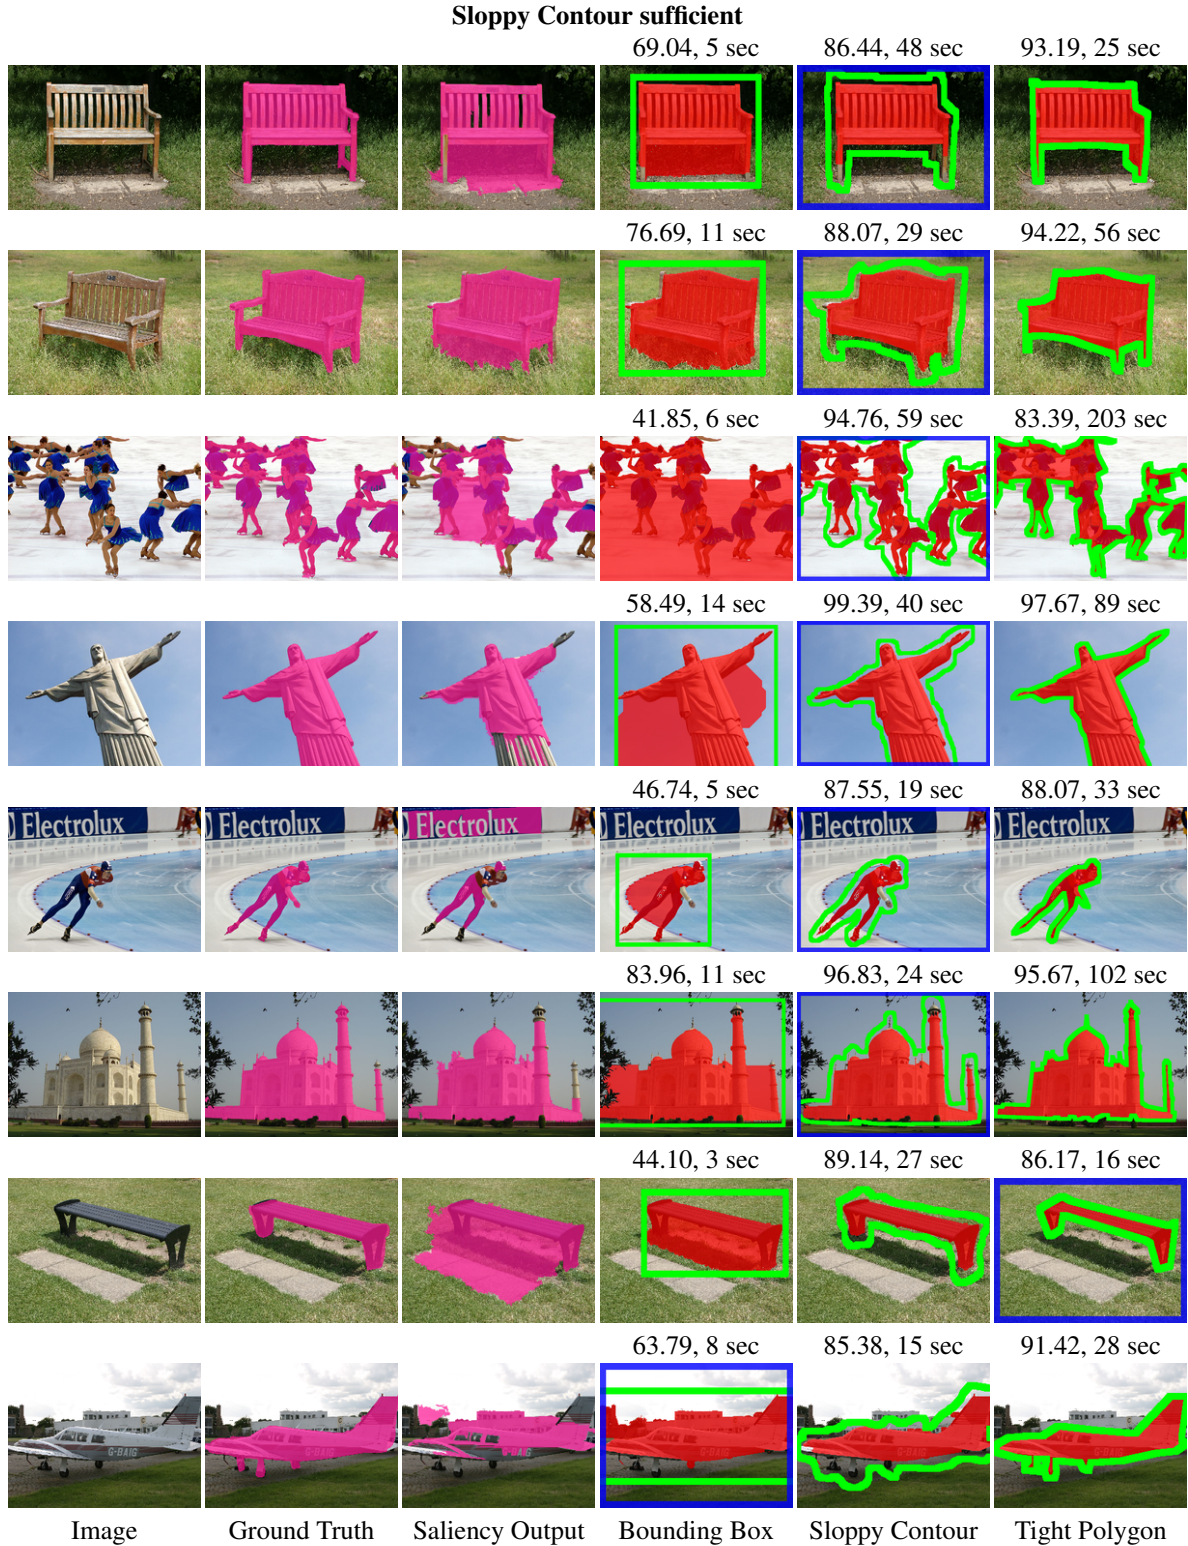 Sloppy Contour sufficient
69.04, 5 sec 86.44, 48 sec 93.19, 25 sec
76.69, 11 sec 88.07, 29 sec 94.22, 56 sec
41.85, 6 sec 94.76, 59 sec 83.39, 203 sec
58.49, 14 sec 99.39, 40 sec 97.67, 89 sec
46.74, 5 sec 87.55, 19 sec 88.07, 33 sec
Electrolux Electrolux Electrolux Electrolux Electrolux Electrolux
83.96, 11 sec 96.83, 24 sec 95.67, 102 sec
44.10, 3 sec 89.14, 27 sec 86.17, 16 sec
63.79, 8 sec 85.38, 15 sec 91.42, 28 sec
G-BAIG G-BAIG G-BAIG G-BAIG G-BAIG G-BAIG
Image Ground Truth Saliency Output Bounding Box Sloppy Contour Tight Polygon